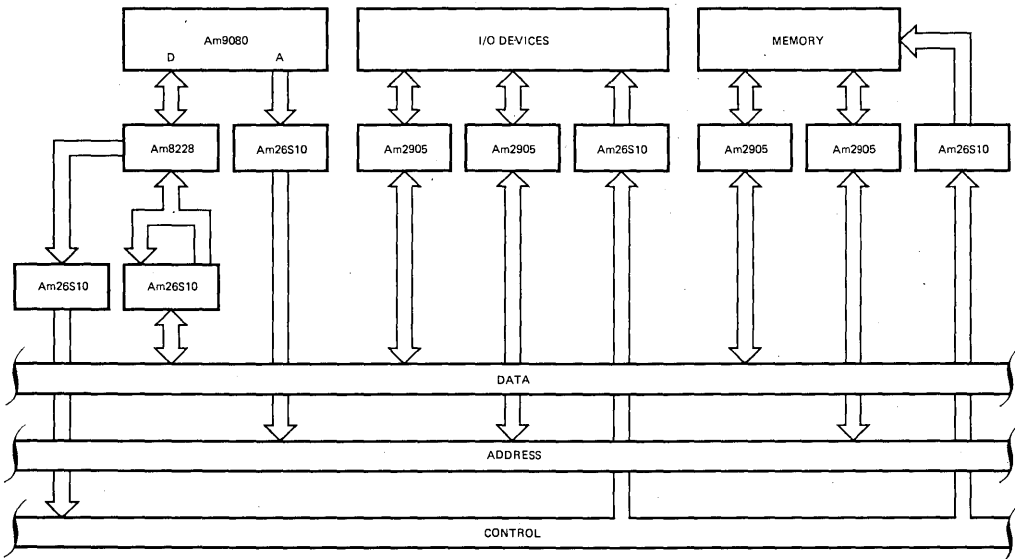 Am9080
D
A
I/O DEVICES
MEMORY
Am8228
Am26S10
Am2905
Am2905
Am26S10
Am2905
Am2905
Am26S10
Am26S10
Am26S10
DATA
ADDRESS
CONTROL